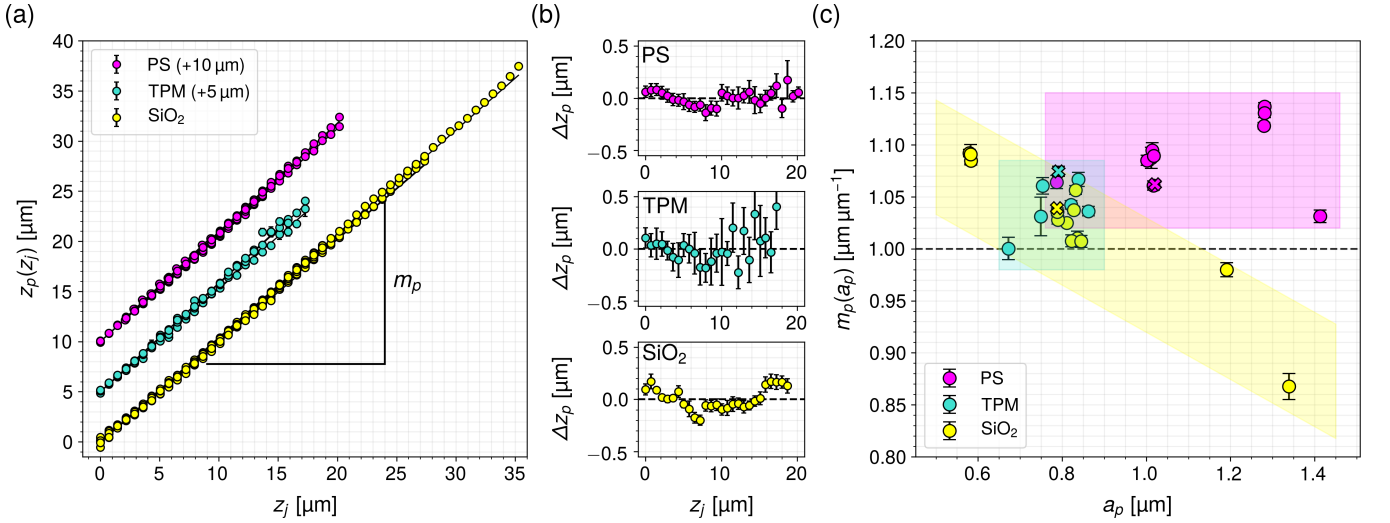 (a)
40
35
30
25
20
15
10
5
0
z_p(z_j) [µm]
PS (+10 µm)
TPM (+5 µm)
SiO₂
m_p
0 5 10 15 20 25 30 35
z_j [µm]
(b)
PS
0.5
0.0
−0.5
Δz_p [µm]
0 10 20
TPM
0.5
0.0
−0.5
Δz_p [µm]
0 10 20
SiO₂
0.5
0.0
−0.5
Δz_p [µm]
0 10 20
z_j [µm]
(c)
1.20
1.15
1.10
1.05
1.00
0.95
0.90
0.85
0.80
m_p(a_p) [µm µm⁻¹]
PS
TPM
SiO₂
0.6 0.8 1.0 1.2 1.4
a_p [µm]